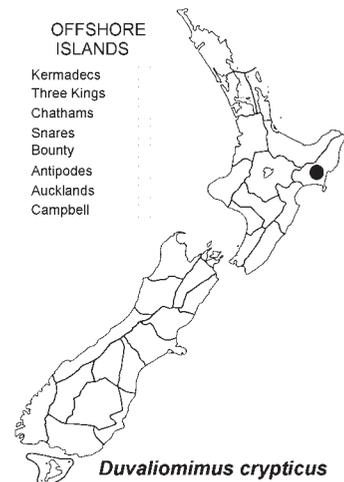 OFFSHORE
ISLANDS
Kermadecs
Three Kings
Chathams
Snares
Bounty
Antipodes
Aucklands
Campbell
Duvaliomimus crypticus